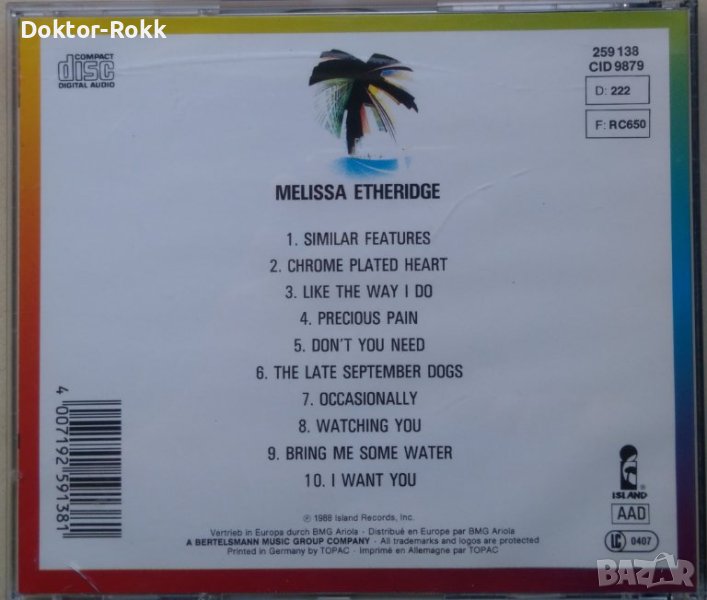 Doktor-Rokk
COMPACT
disc
DIGITAL AUDIO
259 138
CID 9879
D: 222
F: RC650
MELISSA ETHERIDGE
1. SIMILAR FEATURES
2. CHROME PLATED HEART
3. LIKE THE WAY I DO
4. PRECIOUS PAIN
5. DON'T YOU NEED
6. THE LATE SEPTEMBER DOGS
7. OCCASIONALLY
8. WATCHING YOU
9. BRING ME SOME WATER
10. I WANT YOU
4 007192 591381
ISLAND
AAD
LC 0407
℗ 1988 Island Records, Inc.
Vertrieb in Europa durch BMG Ariola · Distribué en Europe par BMG Ariola
A BERTELSMANN MUSIC GROUP COMPANY · All trademarks and logos are protected
Printed in Germany by TOPAC · Imprimé en Allemagne par TOPAC
BAZAR